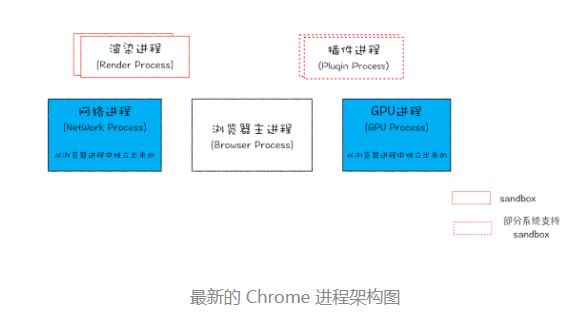 渲染进程
(Render Process)
插件进程
(Plugin Process)
网络进程
(NetWork Process)
从浏览器进程中独立出来的
浏览器主进程
(Browser Process)
GPU进程
(GPU Process)
从浏览器进程中独立出来的
sandbox
部分系统支持
sandbox
最新的 Chrome 进程架构图